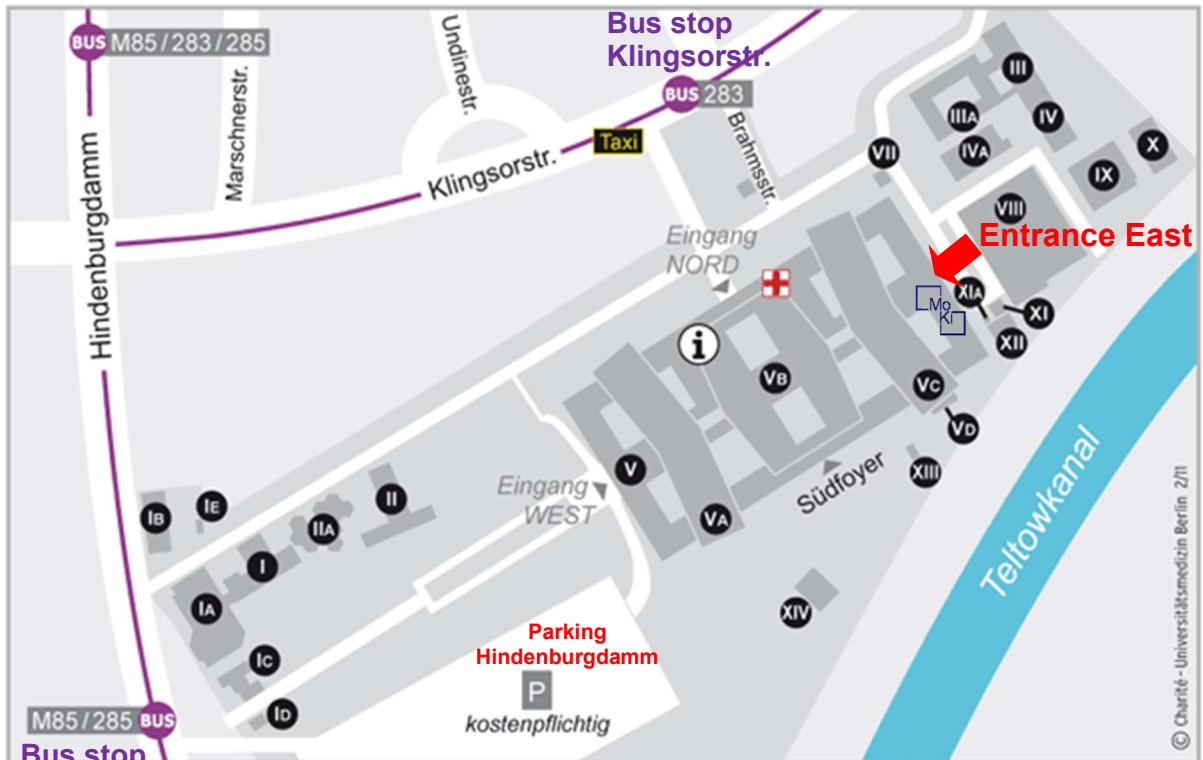 Bus stop
Klingsorstr.
BUS M85/283/285
BUS 283
Taxi
Undinestr.
Marschnerstr.
Brahmsstr.
Klingsorstr.
Hindenburgdamm
III
IIIA
IV
IVA
X
IX
VII
VIII
Entrance East
Eingang
NORD
Mo
Ki
XIA
XI
XII
i
VB
VC
VD
XIII
Südfoyer
V
VA
Eingang
WEST
II
IIA
IE
IB
I
IA
IC
ID
XIV
Teltowkanal
Parking
Hindenburgdamm
P
kostenpflichtig
M85/285 BUS
Bus stop
© Charité - Universitätsmedizin Berlin 2/11